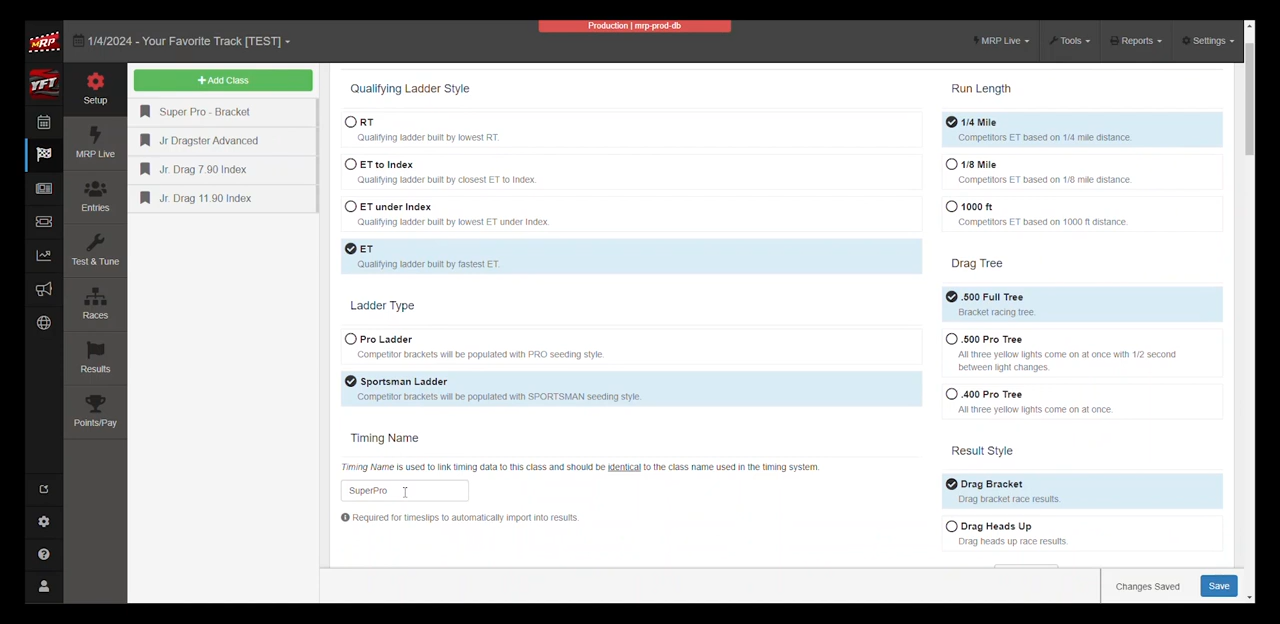 Production | mrp-prod-db
MRP
1/4/2024 - Your Favorite Track [TEST]
MRP Live
Tools
Reports
Settings
YFT
Setup
MRP Live
Entries
Test & Tune
Races
Results
Points/Pay
+ Add Class
Super Pro - Bracket
Jr Dragster Advanced
Jr. Drag 7.90 Index
Jr. Drag 11.90 Index
Qualifying Ladder Style
RT
Qualifying ladder built by lowest RT.
ET to Index
Qualifying ladder built by closest ET to Index.
ET under Index
Qualifying ladder built by lowest ET under Index.
ET
Qualifying ladder built by fastest ET.
Ladder Type
Pro Ladder
Competitor brackets will be populated with PRO seeding style.
Sportsman Ladder
Competitor brackets will be populated with SPORTSMAN seeding style.
Timing Name
Timing Name is used to link timing data to this class and should be identical to the class name used in the timing system.
SuperPro
Required for timeslips to automatically import into results.
Run Length
1/4 Mile
Competitors ET based on 1/4 mile distance.
1/8 Mile
Competitors ET based on 1/8 mile distance.
1000 ft
Competitors ET based on 1000 ft distance.
Drag Tree
.500 Full Tree
Bracket racing tree.
.500 Pro Tree
All three yellow lights come on at once with 1/2 second
between light changes.
.400 Pro Tree
All three yellow lights come on at once.
Result Style
Drag Bracket
Drag bracket race results.
Drag Heads Up
Drag heads up race results.
Changes Saved
Save